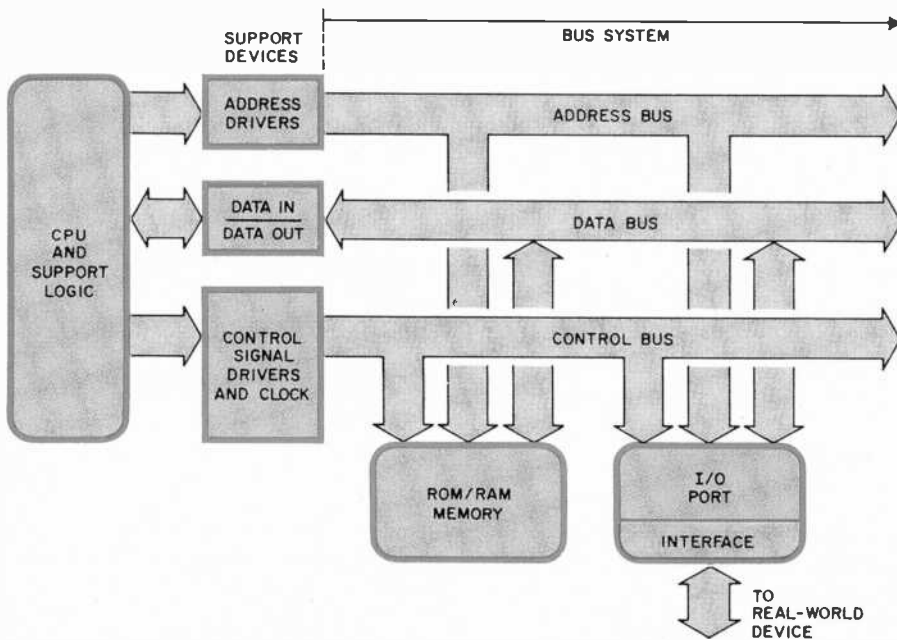 SUPPORT
DEVICES
BUS SYSTEM
ADDRESS
DRIVERS
ADDRESS BUS
CPU
AND
SUPPORT
LOGIC
DATA IN
DATA OUT
DATA BUS
CONTROL
SIGNAL
DRIVERS
AND CLOCK
CONTROL BUS
ROM/RAM
MEMORY
I/O
PORT
INTERFACE
TO
REAL-WORLD
DEVICE